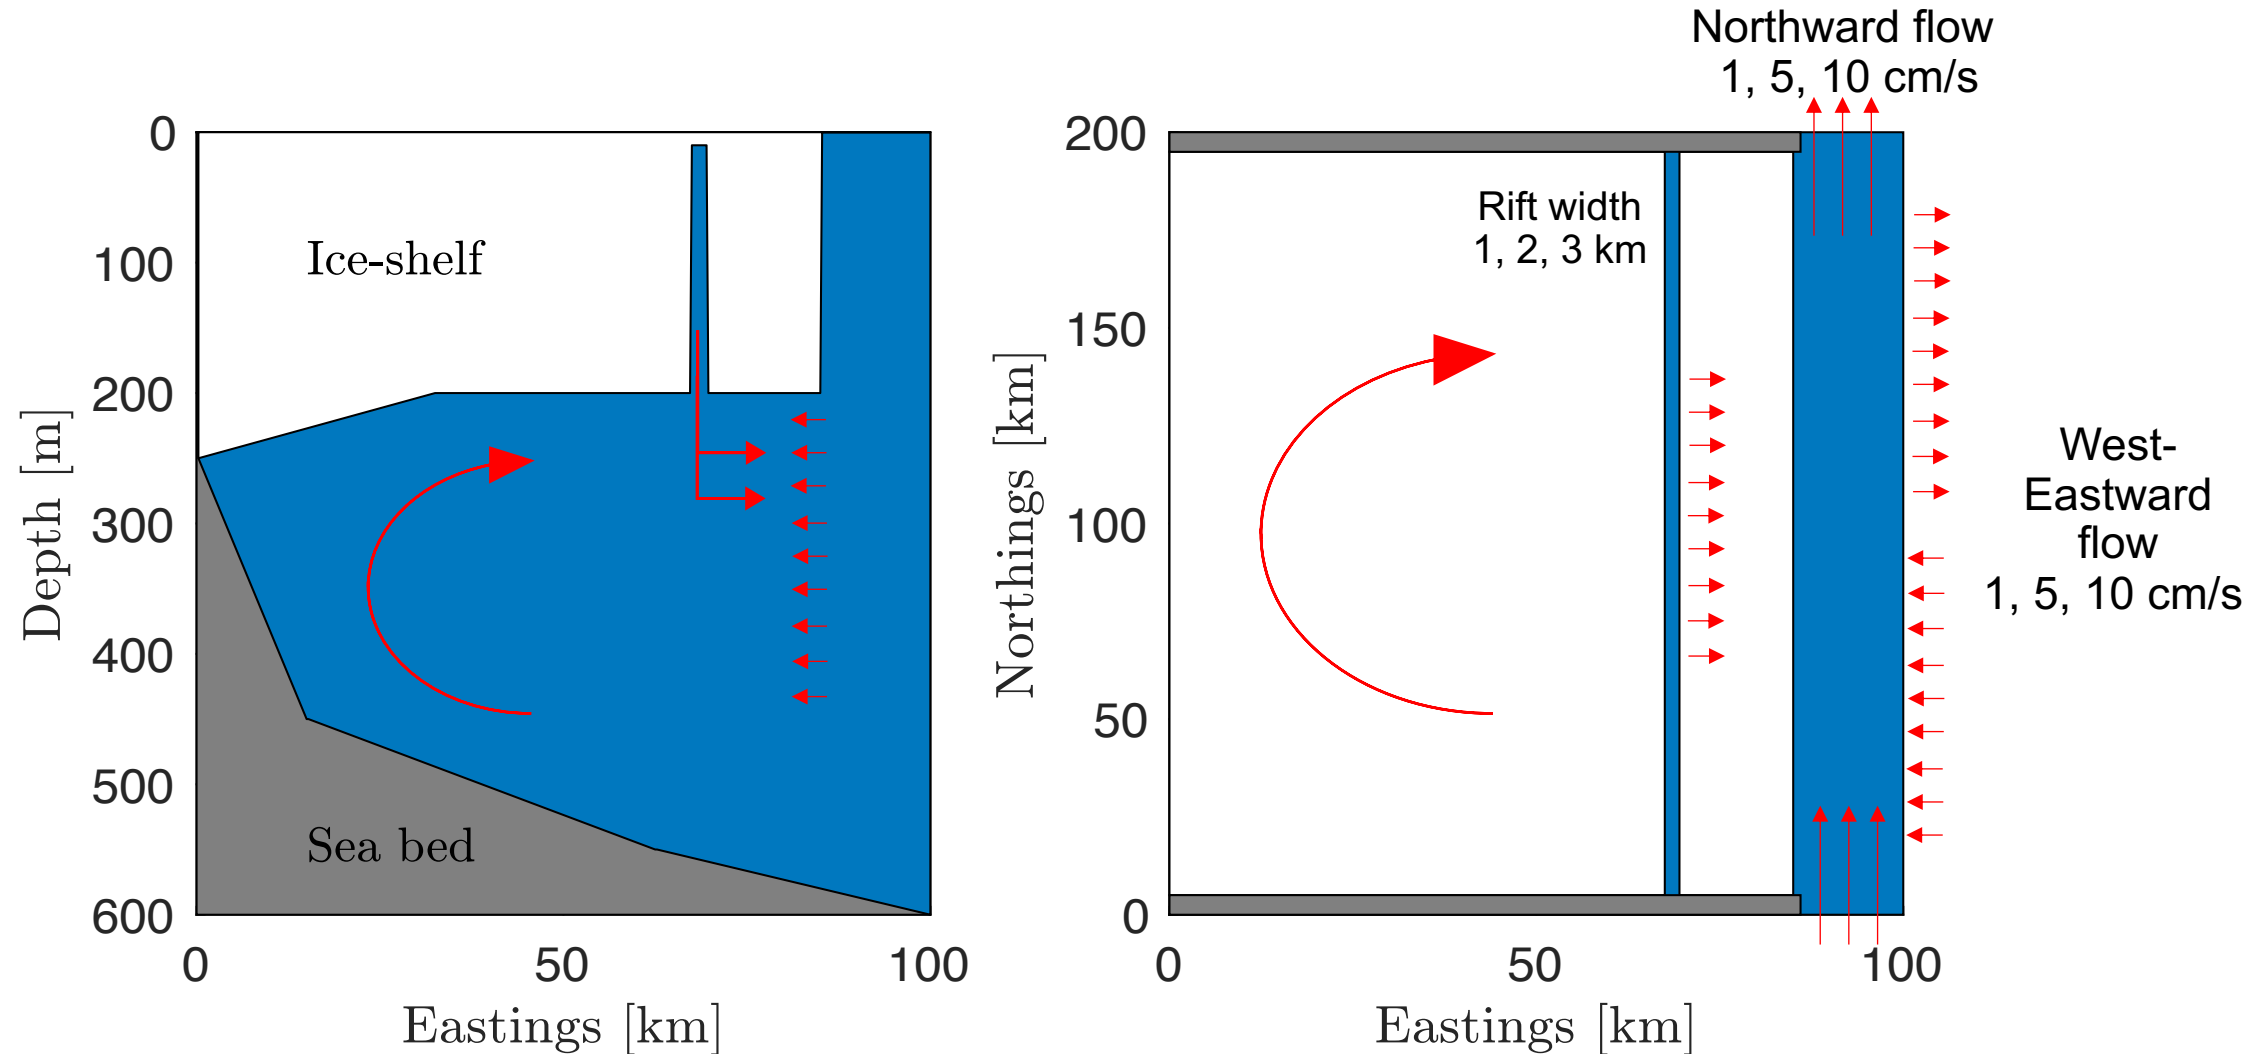 0
100
200
300
400
500
600
Depth [m]
Ice-shelf
Sea bed
0
50
100
Eastings [km]
Northward flow
1, 5, 10 cm/s
200
150
100
50
0
Northings [km]
Rift width
1, 2, 3 km
West-
Eastward
flow
1, 5, 10 cm/s
0
50
100
Eastings [km]